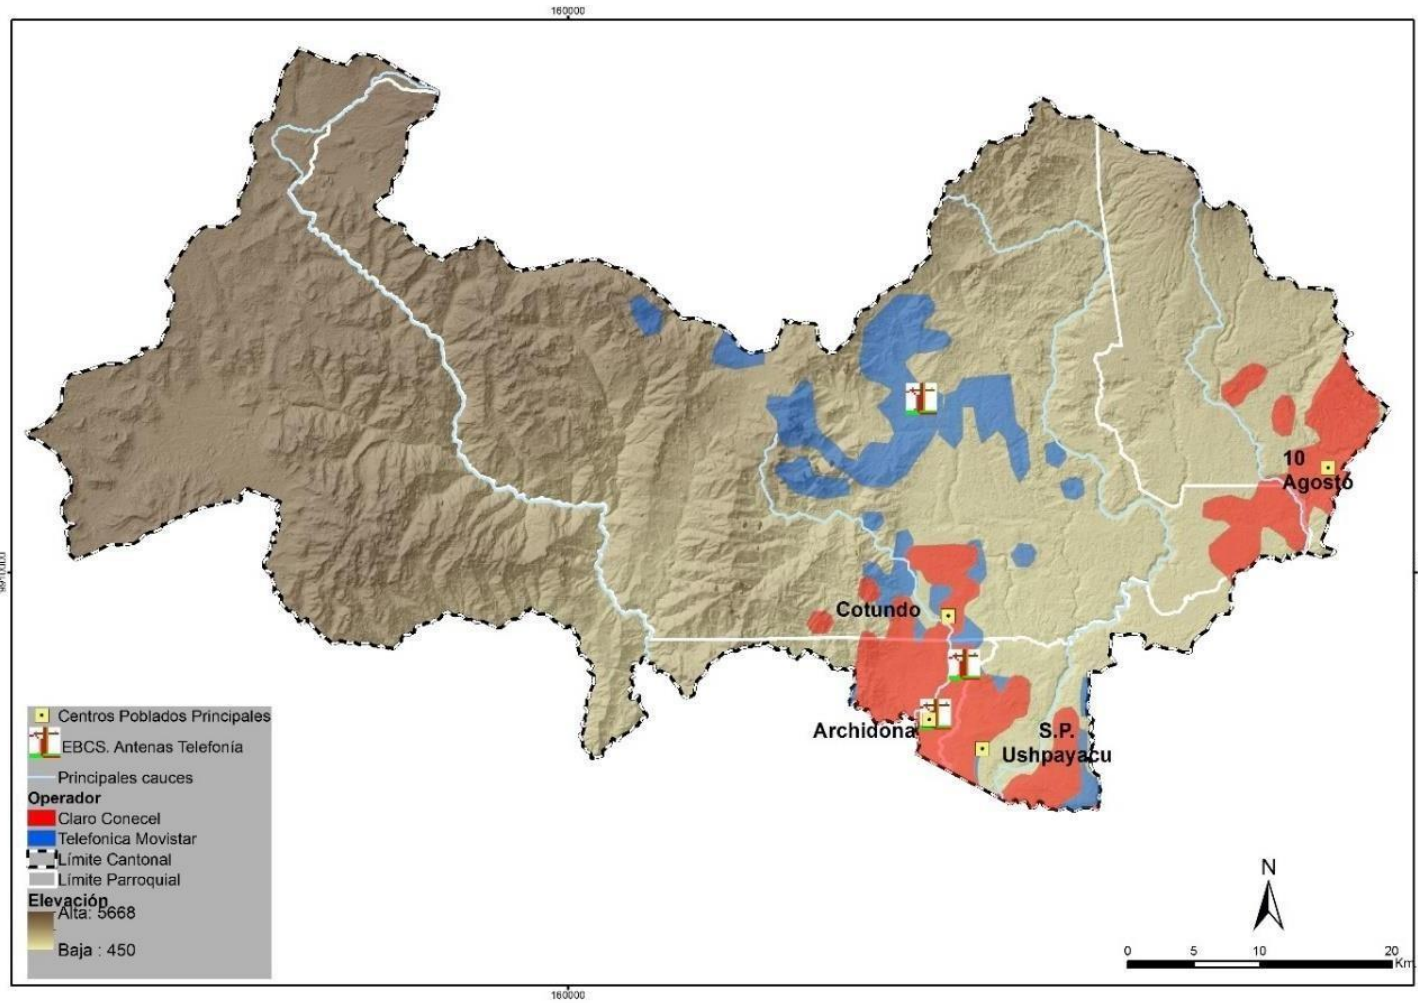 160000
10
Agosto
Cotundo
Archidona
S.P.
Ushpayacu
Centros Poblados Principales
EBCS. Antenas Telefonía
Principales cauces
Operador
Claro Conecel
Telefonica Movistar
Límite Cantonal
Límite Parroquial
Elevación
Alta: 5668
Baja : 450
N
0 5 10 20
Km.
160000